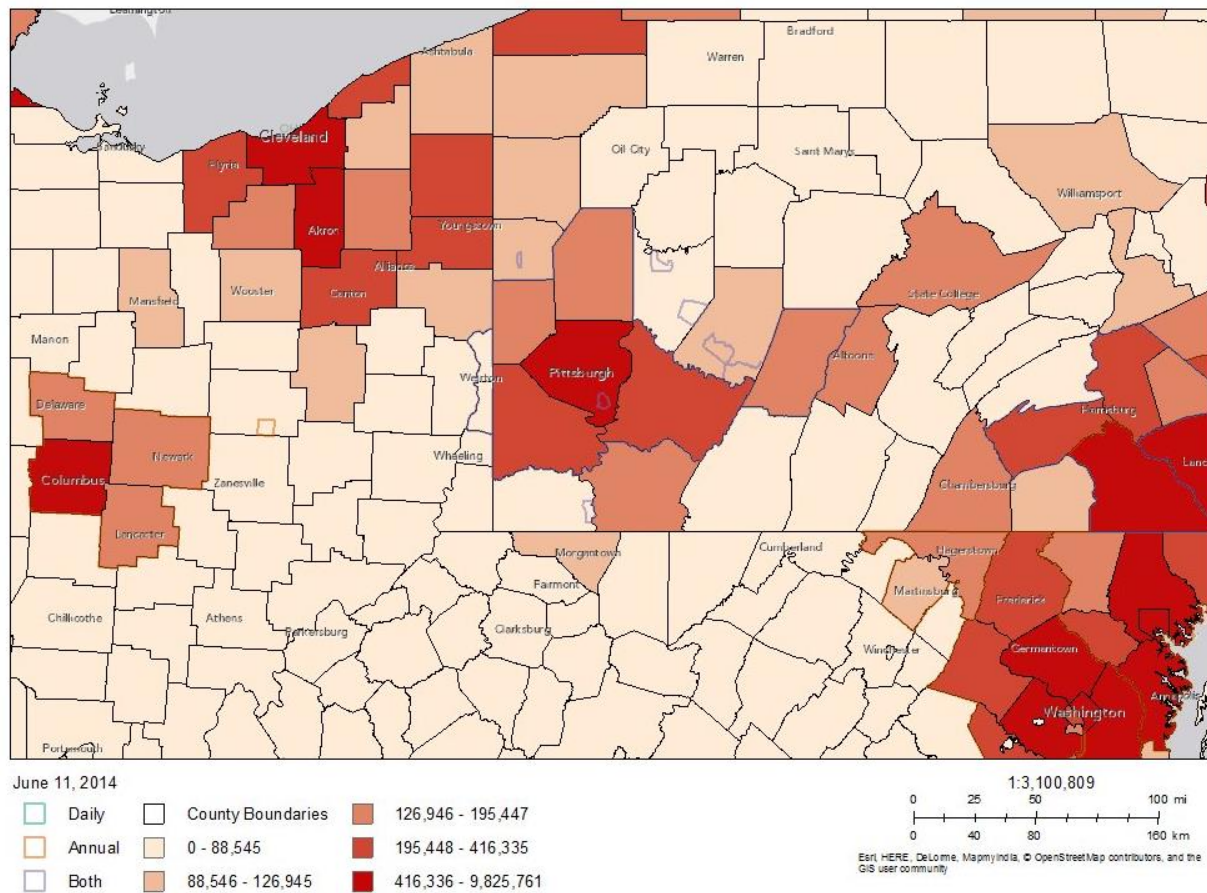 Leamington
Bradford
Ashtabula
Warren
Cleveland
Sandusky
Elyria
Oil City
Saint Marys
Williamsport
Akron
Youngstown
Alliance
Canton
Wooster
Mansfield
State College
Marion
Pittsburgh
Altoona
Weirton
Delaware
Harrisburg
Newark
Wheeling
Columbus
Zanesville
Chambersburg
Lancaster
Cumberland
Hagerstown
Morgantown
Fairmont
Martinsburg
Frederick
Chillicothe
Athens
Parkersburg
Clarksburg
Winchester
Germantown
Washington
Portsmouth
June 11, 2014
1:3,100,809
Daily
County Boundaries
126,946 - 195,447
0 25 50 100 mi
Annual
0 - 88,545
195,448 - 416,335
0 40 80 160 km
Both
88,546 - 126,945
416,336 - 9,825,761
Esri, HERE, DeLorme, MapmyIndia, © OpenStreetMap contributors, and the
GIS user community